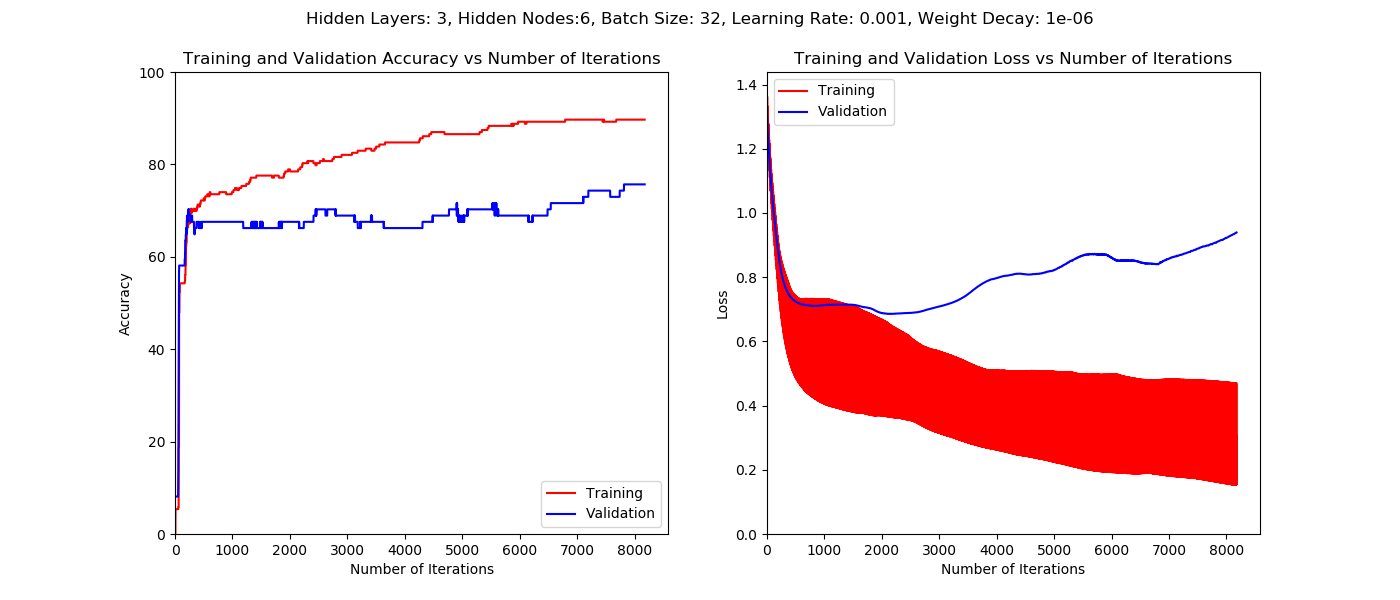 Hidden Layers: 3, Hidden Nodes:6, Batch Size: 32, Learning Rate: 0.001, Weight Decay: 1e-06
Training and Validation Accuracy vs Number of Iterations
100
80
60
40
20
0
Accuracy
0 1000 2000 3000 4000 5000 6000 7000 8000
Number of Iterations
Training
Validation
Training and Validation Loss vs Number of Iterations
1.4
1.2
1.0
0.8
0.6
0.4
0.2
0.0
Loss
0 1000 2000 3000 4000 5000 6000 7000 8000
Number of Iterations
Training
Validation